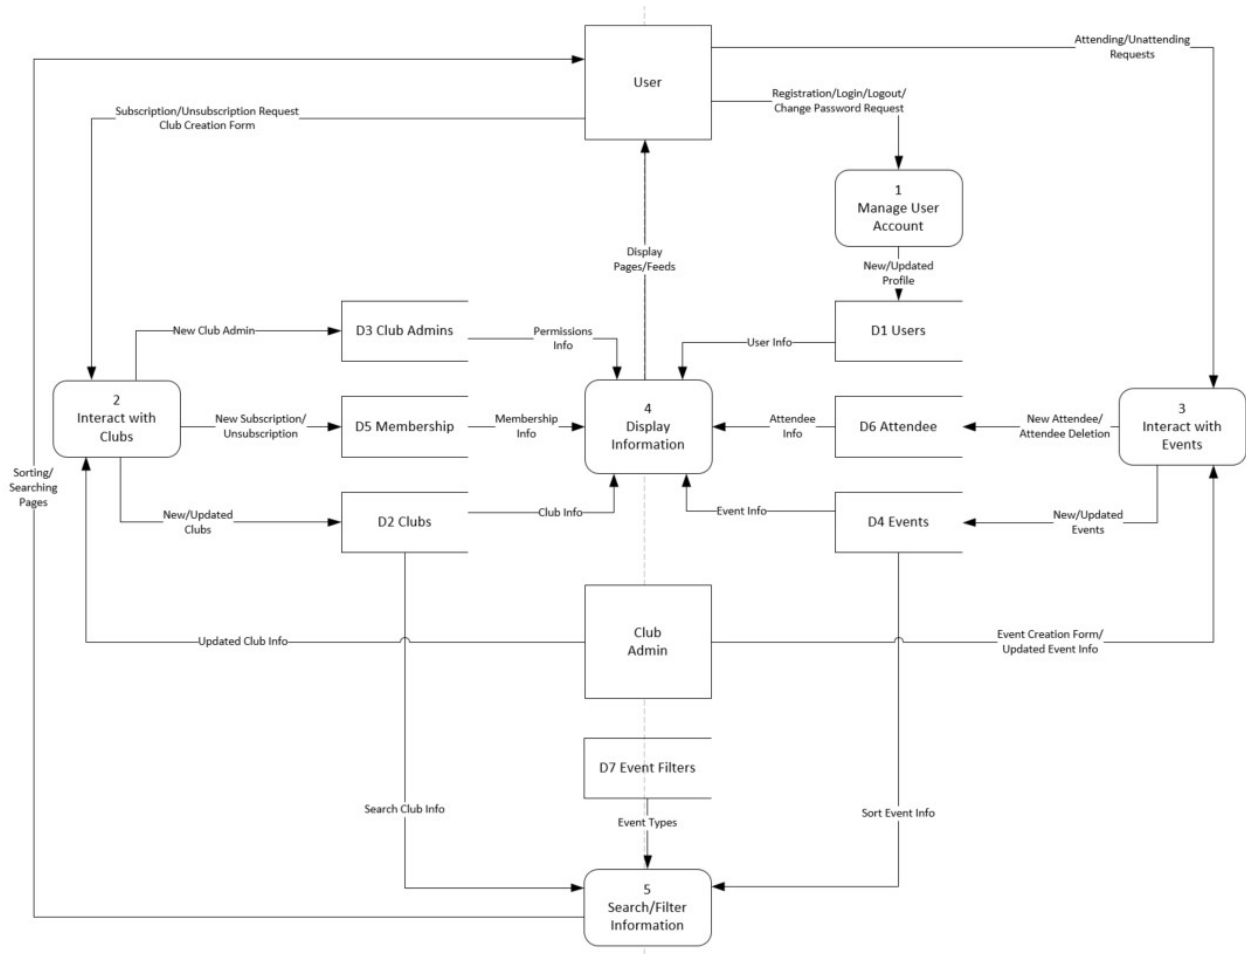 Attending/Unattending
Requests
User
Registration/Login/Logout/
Change Password Request
Subscription/Unsubscription Request
Club Creation Form
1
Manage User
Account
Display
Pages/Feeds
New/Updated
Profile
New Club Admin
D3 Club Admins
Permissions
Info
User Info
D1 Users
2
Interact with
Clubs
New Subscription/
Unsubscription
D5 Membership
Membership
Info
4
Display
Information
Attendee
Info
D6 Attendee
New Attendee/
Attendee Deletion
3
Interact with
Events
Sorting/
Searching
Pages
New/Updated
Clubs
D2 Clubs
Club Info
Event Info
D4 Events
New/Updated
Events
Updated Club Info
Club
Admin
Event Creation Form/
Updated Event Info
D7 Event Filters
Search Club Info
Event Types
Sort Event Info
5
Search/Filter
Information